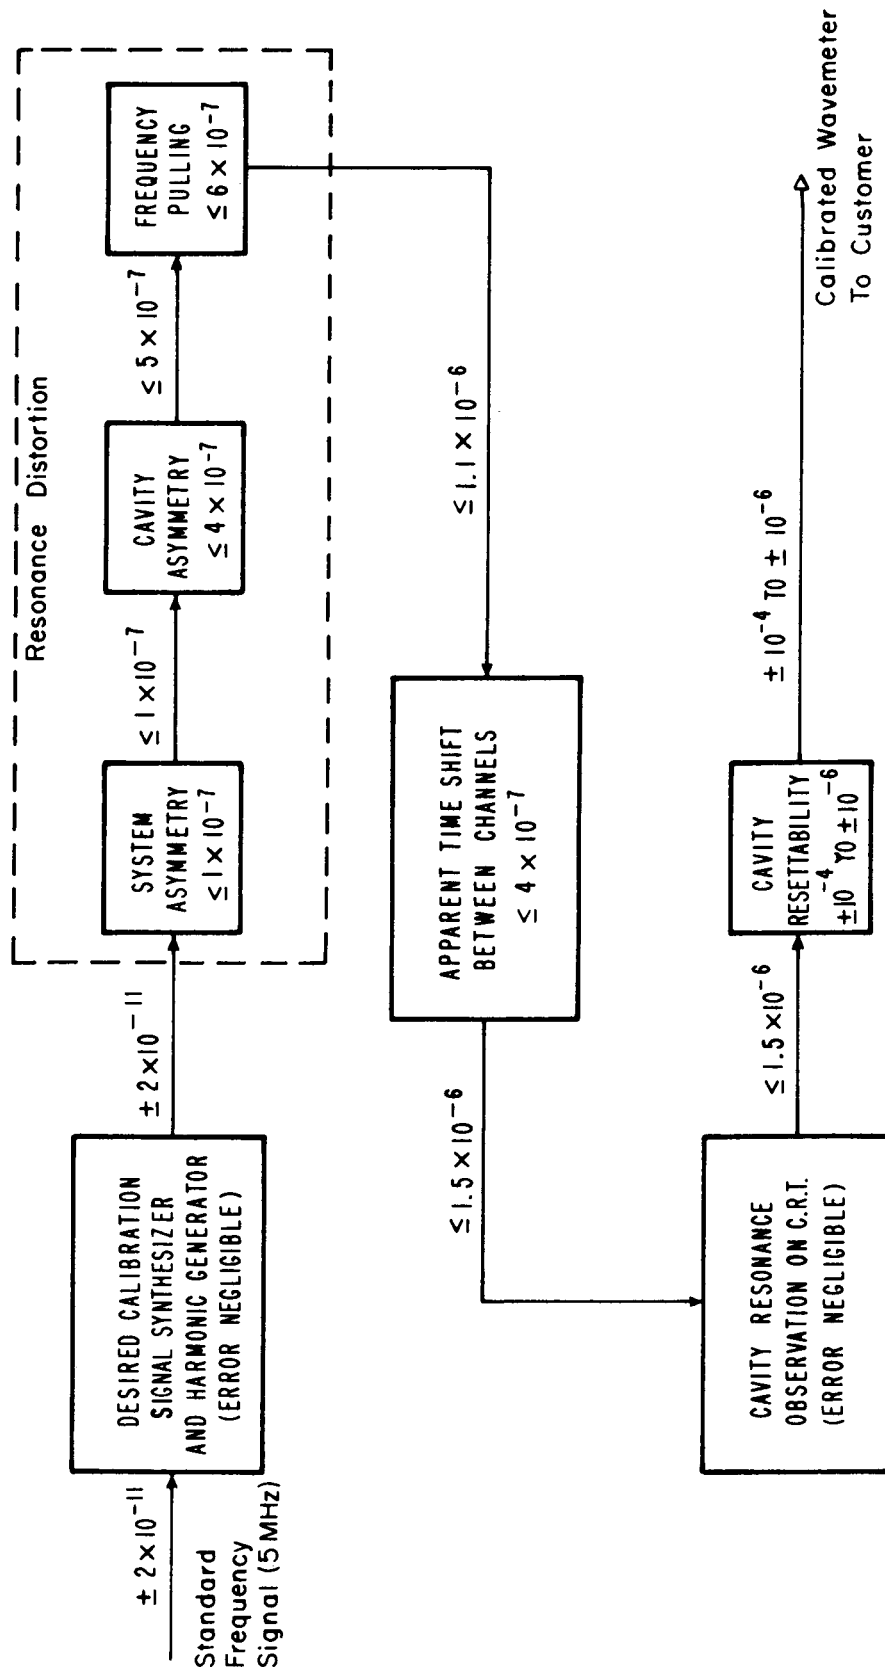 ± 2×10⁻¹¹
Standard
Frequency
Signal (5 MHz)
DESIRED CALIBRATION
SIGNAL SYNTHESIZER
AND HARMONIC GENERATOR
(ERROR NEGLIGIBLE)
± 2×10⁻¹¹
Resonance Distortion
SYSTEM
ASYMMETRY
≤ 1×10⁻⁷
≤ 1×10⁻⁷
CAVITY
ASYMMETRY
≤ 4×10⁻⁷
≤ 5×10⁻⁷
FREQUENCY
PULLING
≤ 6×10⁻⁷
≤ 1.1×10⁻⁶
APPARENT TIME SHIFT
BETWEEN CHANNELS
≤ 4×10⁻⁷
≤1.5×10⁻⁶
CAVITY RESONANCE
OBSERVATION ON C.R.T.
(ERROR NEGLIGIBLE)
≤1.5×10⁻⁶
CAVITY
RESETTABILITY
±10⁻⁴ TO ±10⁻⁶
±10⁻⁴ TO ±10⁻⁶
Calibrated Wavemeter
To Customer